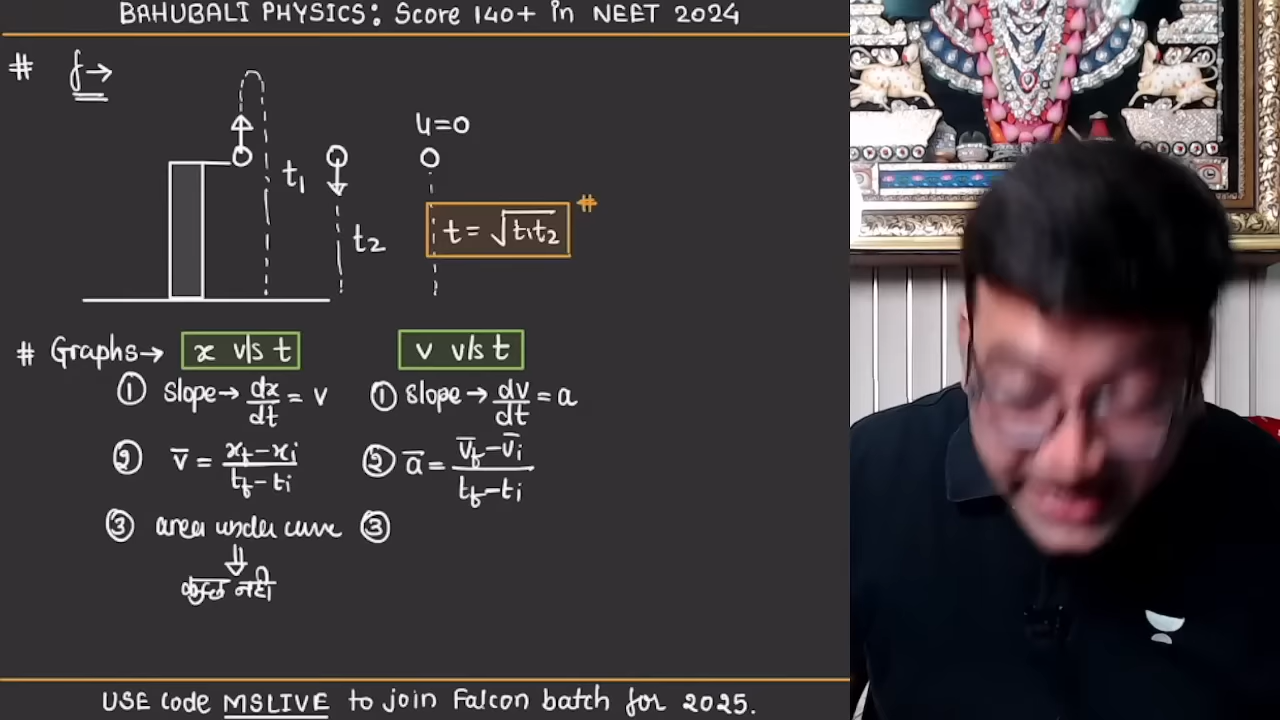 BAHUBALI PHYSICS: Score 140+ in NEET 2024
# f→
u=0
t₁
t₂
t = √t₁t₂ #
# Graphs→ x v/s t v v/s t
① Slope→ dx/dt = v ① Slope→ dv/dt = a
② v̅ = xf-xi/tf-ti ② a̅ = v̅f-v̅i/tf-ti
③ area under curve ③
⇓
कुछ नही
USE Code MSLIVE to join Falcon batch for 2025.